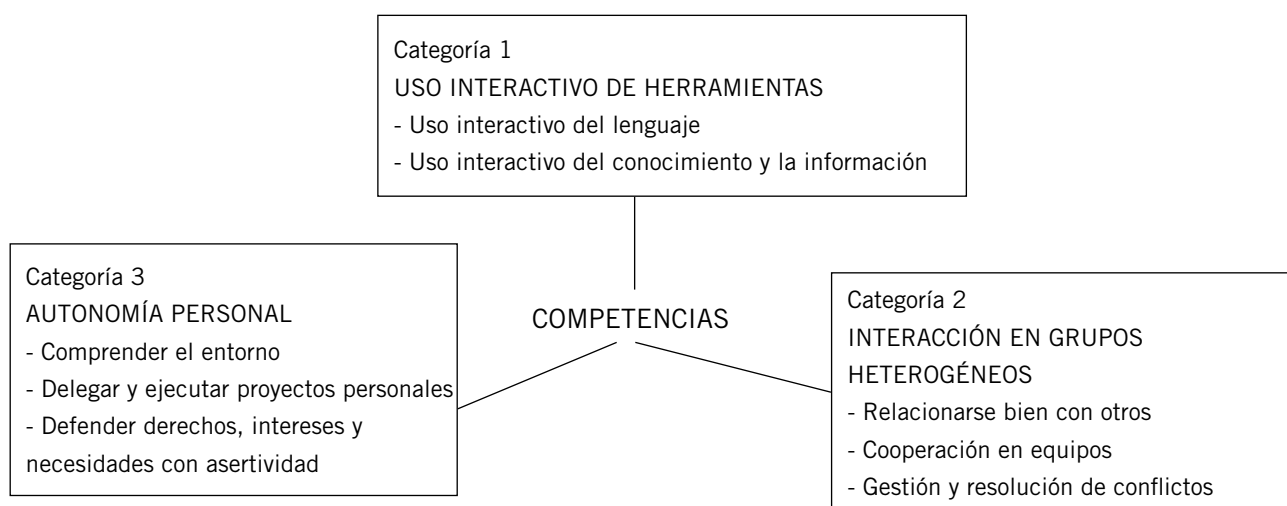 Categoría 1
USO INTERACTIVO DE HERRAMIENTAS
- Uso interactivo del lenguaje
- Uso interactivo del conocimiento y la información
Categoría 3
AUTONOMÍA PERSONAL
- Comprender el entorno
- Delegar y ejecutar proyectos personales
- Defender derechos, intereses y
necesidades con asertividad
COMPETENCIAS
Categoría 2
INTERACCIÓN EN GRUPOS
HETEROGÉNEOS
- Relacionarse bien con otros
- Cooperación en equipos
- Gestión y resolución de conflictos